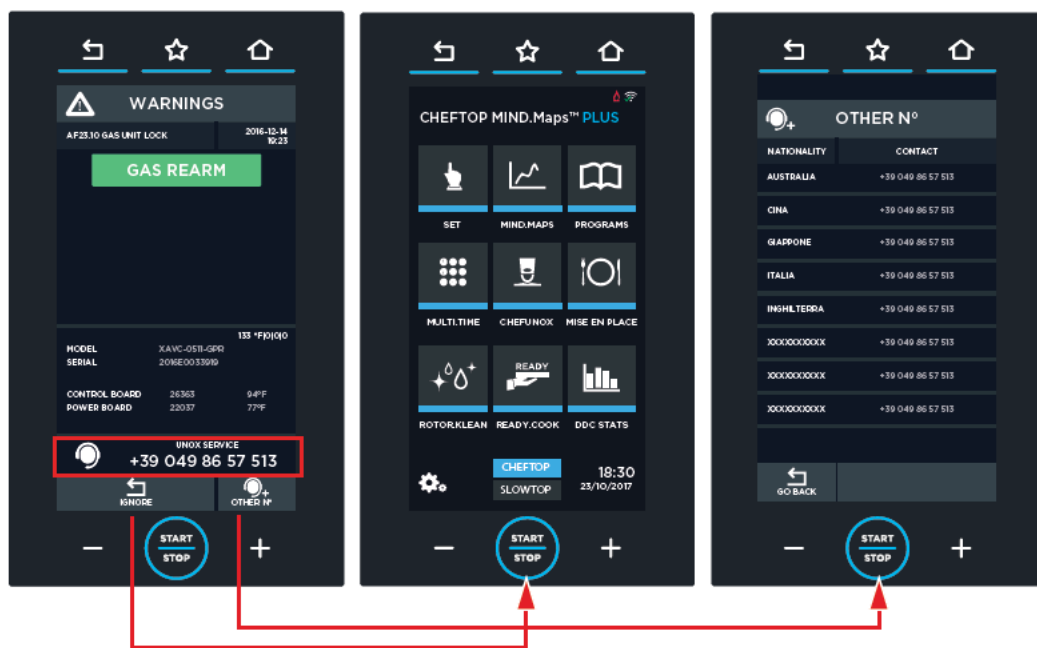 WARNINGS
AF23.10 GAS UNIT LOCK
2016-12-14
19:23
GAS REARM
133 °F|0|0|0
MODEL XAVC-0511-GPR
SERIAL 2016E0033919
CONTROL BOARD 26363 94°F
POWER BOARD 22037 77°F
UNOX SERVICE
+39 049 86 57 513
IGNORE
OTHER N°
START
STOP
CHEFTOP MIND.Maps™ PLUS
SET MIND.MAPS PROGRAMS
MULTI.TIME CHEFUNOX MISE EN PLACE
READY
ROTOR.KLEAN READY.COOK DDC STATS
CHEFTOP
SLOWTOP
18:30
23/10/2017
START
STOP
OTHER N°
NATIONALITY CONTACT
AUSTRALIA +39 049 86 57 513
CINA +39 049 86 57 513
GIAPPONE +39 049 86 57 513
ITALIA +39 049 86 57 513
INGHILTERRA +39 049 86 57 513
XXXXXXXXXXX +39 049 86 57 513
XXXXXXXXXXX +39 049 86 57 513
XXXXXXXXXXX +39 049 86 57 513
GO BACK
START
STOP